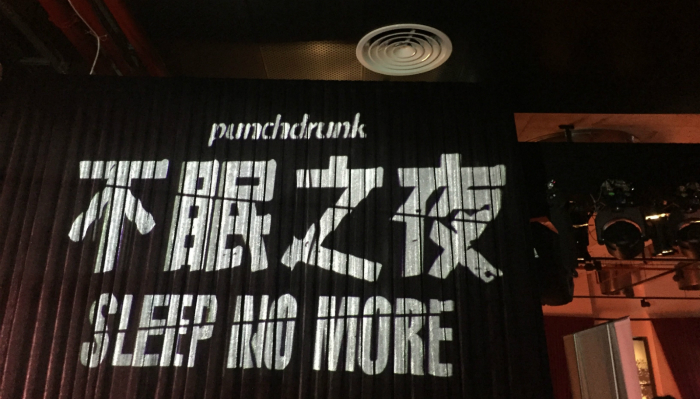 punchdrunk
不眠之夜
SLEEP NO MORE